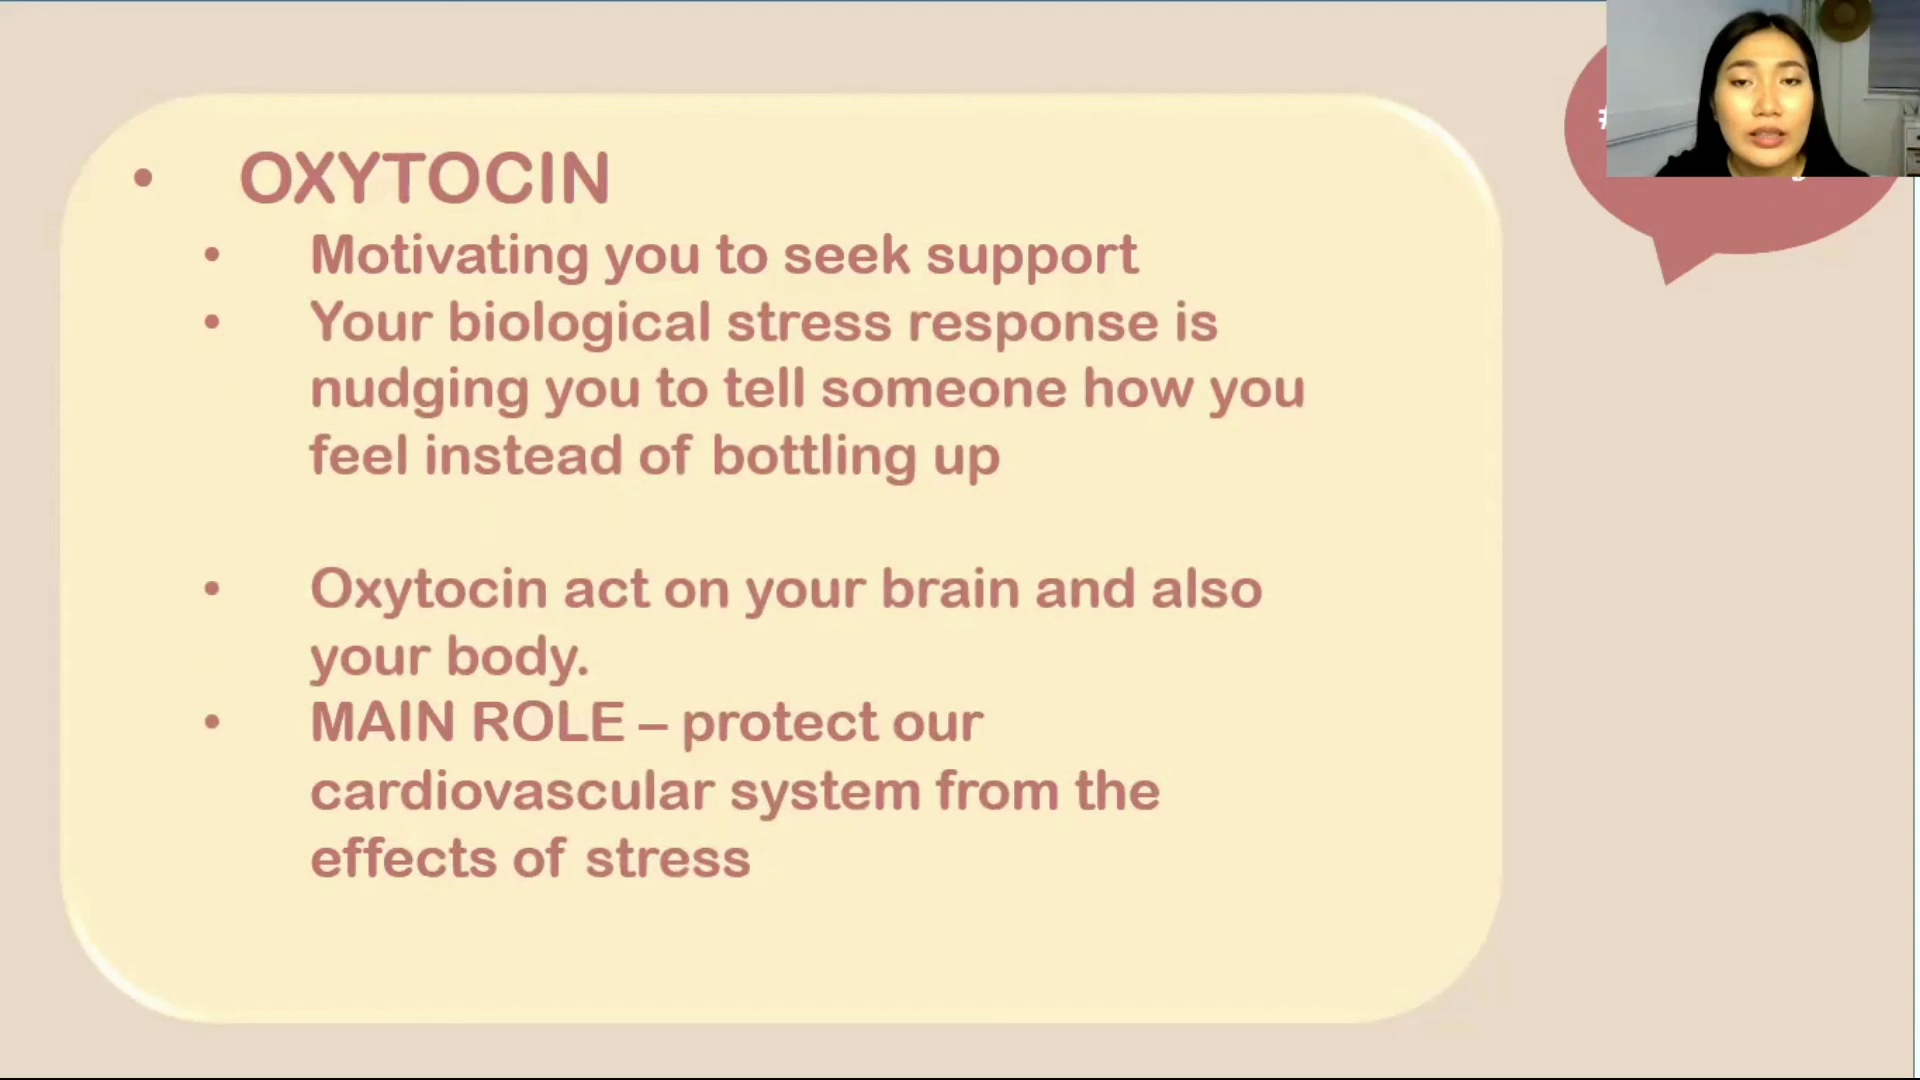 • OXYTOCIN
• Motivating you to seek support
• Your biological stress response is
nudging you to tell someone how you
feel instead of bottling up
• Oxytocin act on your brain and also
your body.
• MAIN ROLE – protect our
cardiovascular system from the
effects of stress